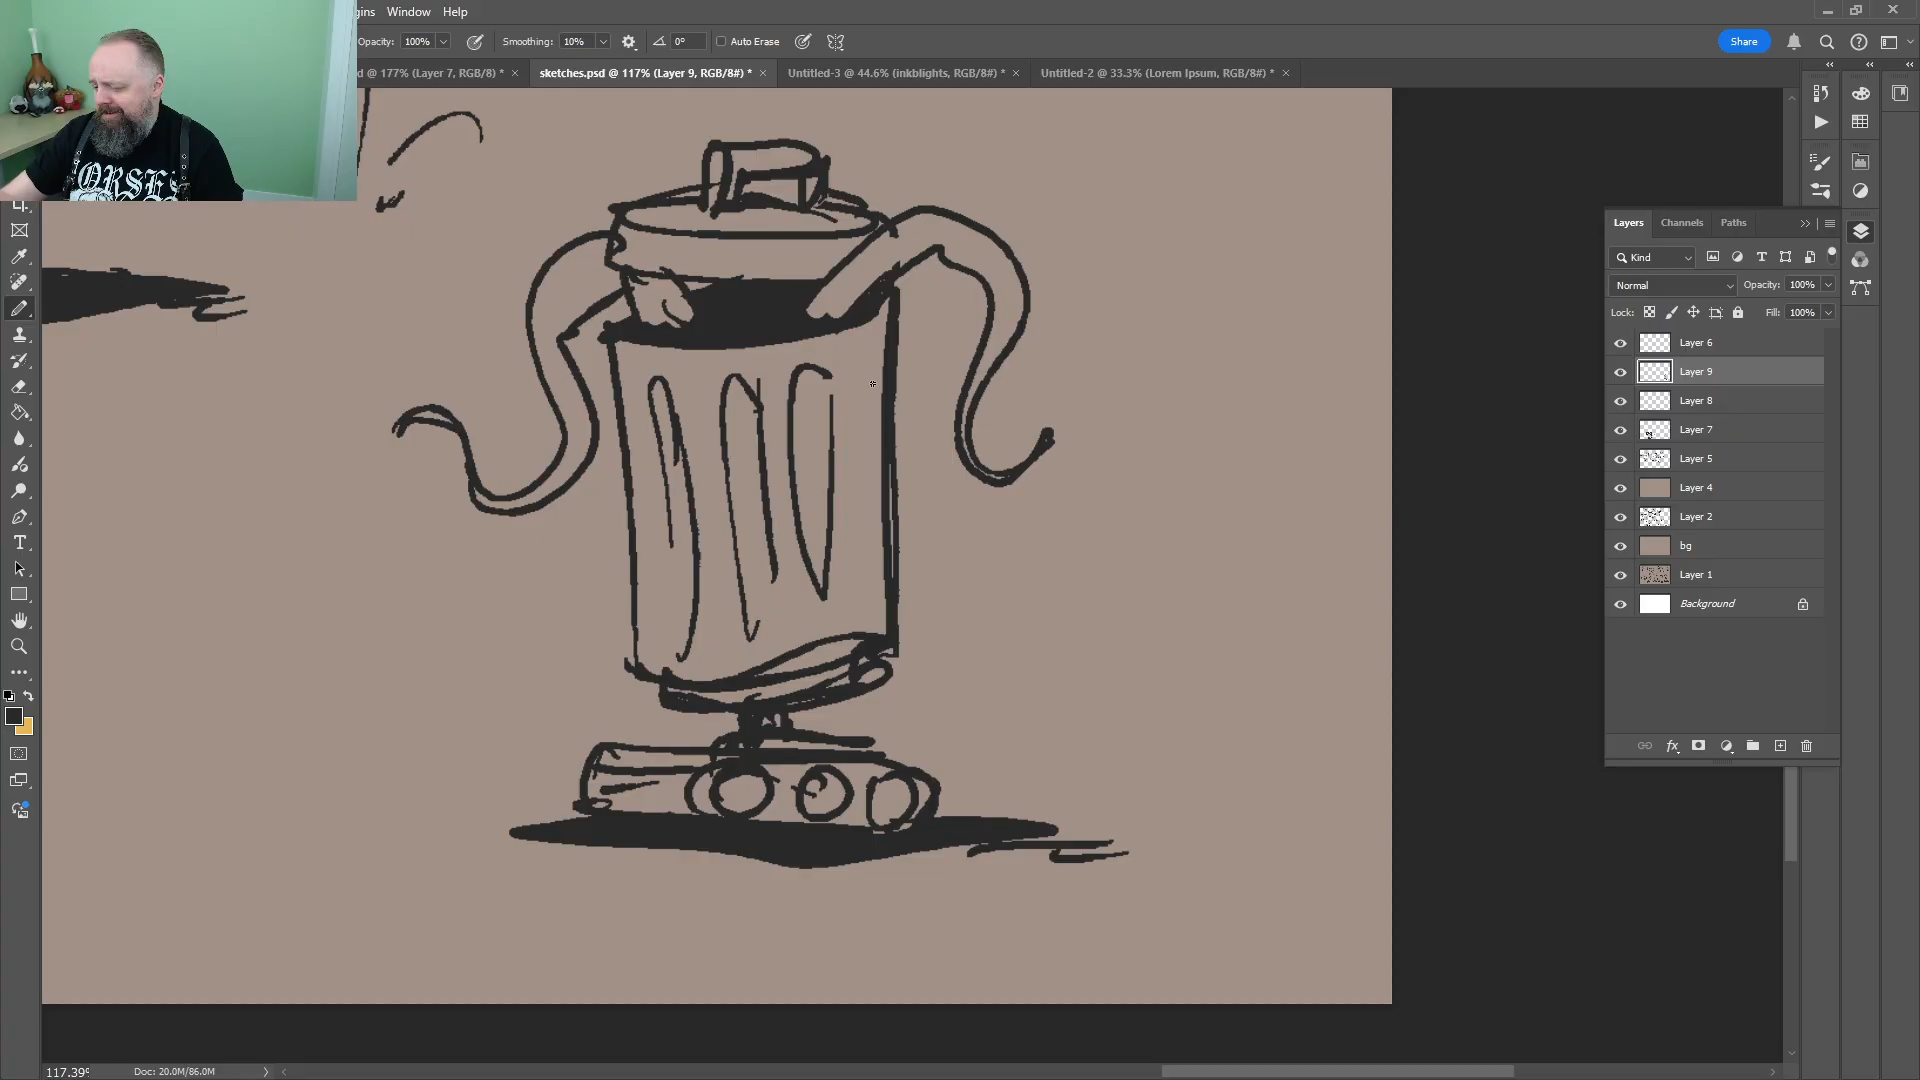 gins Window Help
Opacity: 100% Smoothing: 10% 0° Auto Erase Share
d @ 177% (Layer 7, RGB/8) * sketches.psd @ 117% (Layer 9, RGB/8#) * Untitled-3 @ 44.6% (inkblights, RGB/8#) * Untitled-2 @ 33.3% (Lorem Ipsum, RGB/8#) *
Layers Channels Paths
Kind
Normal Opacity: 100%
Lock: Fill: 100%
Layer 6
Layer 9
Layer 8
Layer 7
Layer 5
Layer 4
Layer 2
bg
Layer 1
Background
fx
117.39% Doc: 20.0M/86.0M